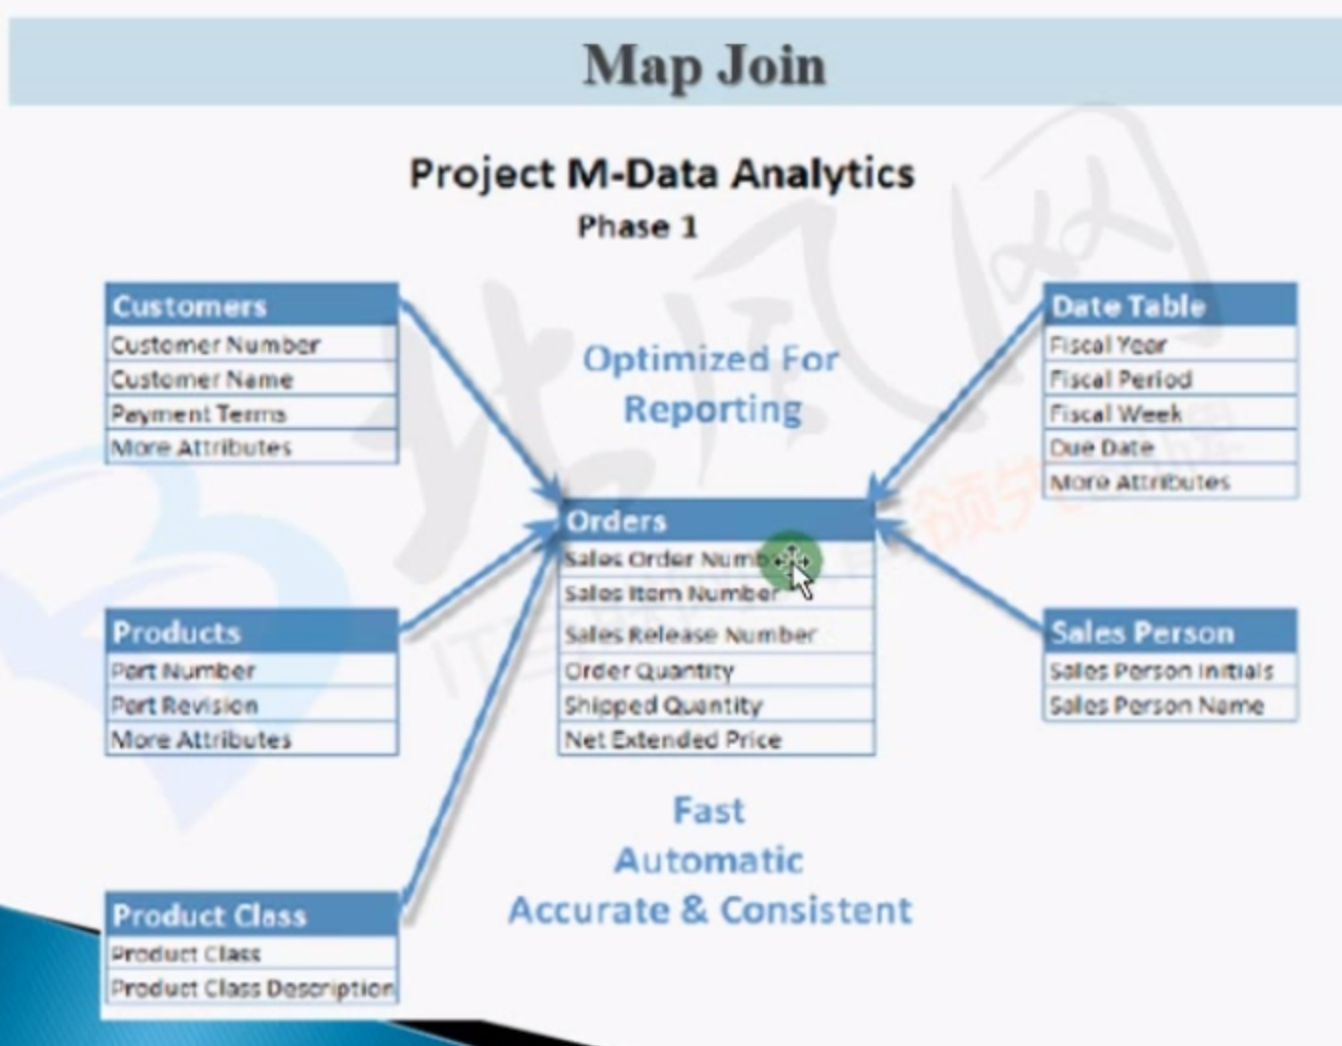 Map Join
Project M-Data Analytics
Phase 1
Customers
Customer Number
Customer Name
Payment Terms
More Attributes
Optimized For
Reporting
Date Table
Fiscal Year
Fiscal Period
Fiscal Week
Due Date
More Attributes
Orders
Sales Order Numb
Sales Item Number
Sales Release Number
Order Quantity
Shipped Quantity
Net Extended Price
Products
Part Number
Part Revision
More Attributes
Sales Person
Sales Person Initials
Sales Person Name
Fast
Automatic
Accurate & Consistent
Product Class
Product Class
Product Class Description
北风网